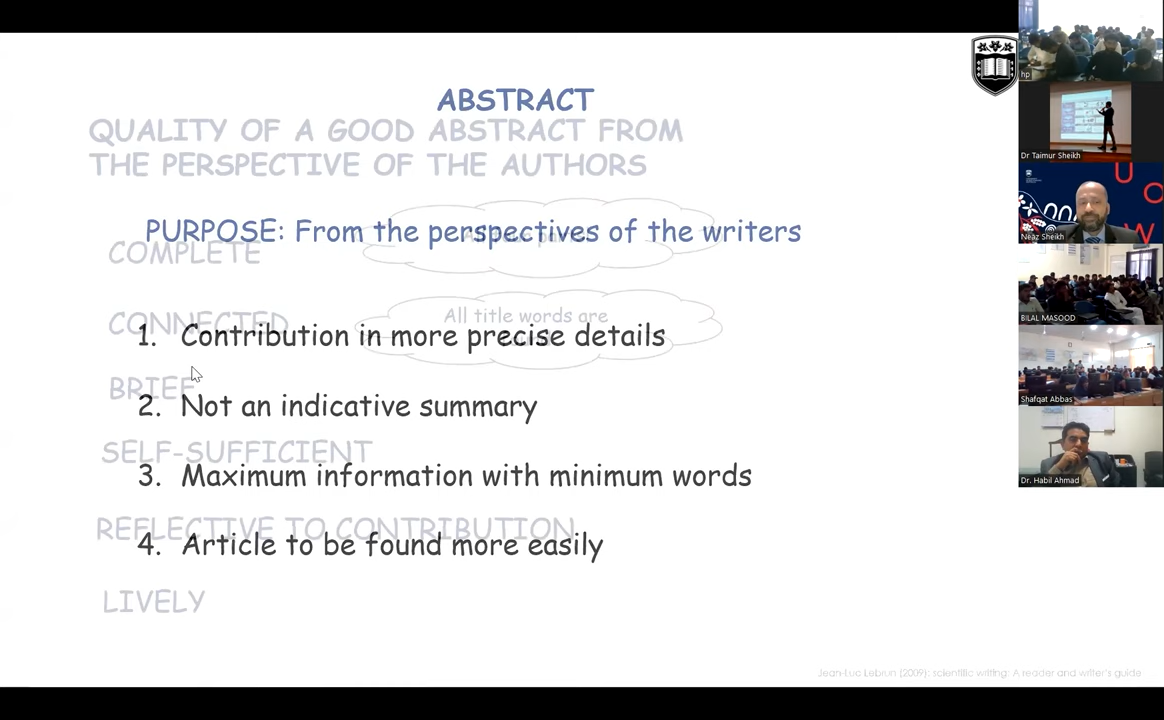 ABSTRACT
QUALITY OF A GOOD ABSTRACT FROM
THE PERSPECTIVE OF THE AUTHORS
PURPOSE: From the perspectives of the writers
COMPLETE
CONNECTED
All title words are
1. Contribution in more precise details
BRIEF
2. Not an indicative summary
SELF-SUFFICIENT
3. Maximum information with minimum words
REFLECTIVE TO CONTRIBUTION
4. Article to be found more easily
LIVELY
Jean-Luc Lebrun (2009): scientific writing: A reader and writer's guide
hp
Dr Taimur Sheikh
U
O
W
Neaz Sheikh
BILAL MASOOD
Shafqat Abbas
Dr. Habil Ahmad